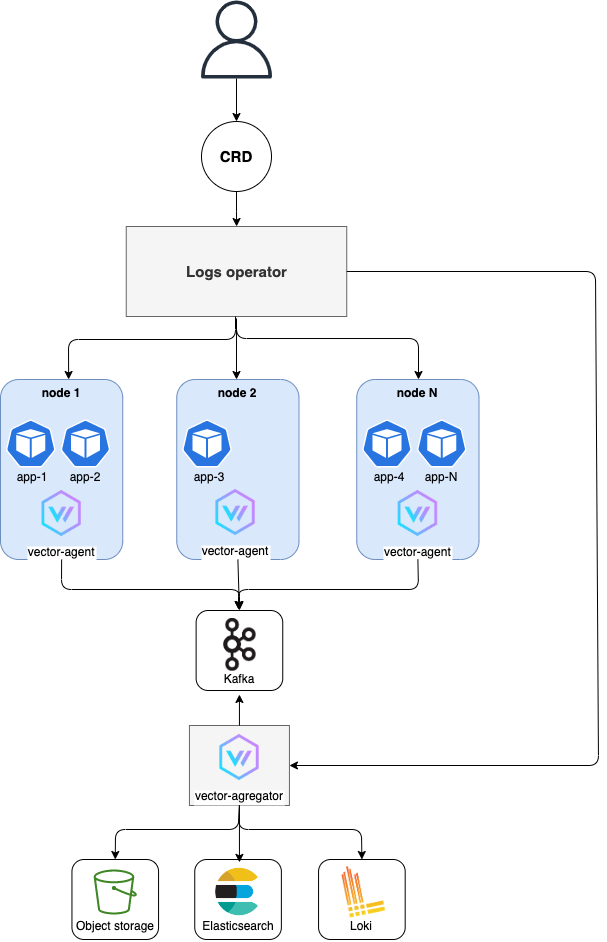 CRD
Logs operator
node 1
node 2
node N
app-1
app-2
app-3
app-4
app-N
vector-agent
vector-agent
vector-agent
Kafka
vector-agregator
Object storage
Elasticsearch
Loki